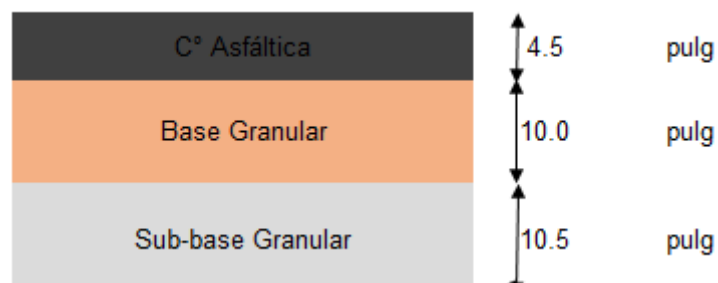 C° Asfáltica 4.5 pulg
Base Granular 10.0 pulg
Sub-base Granular 10.5 pulg